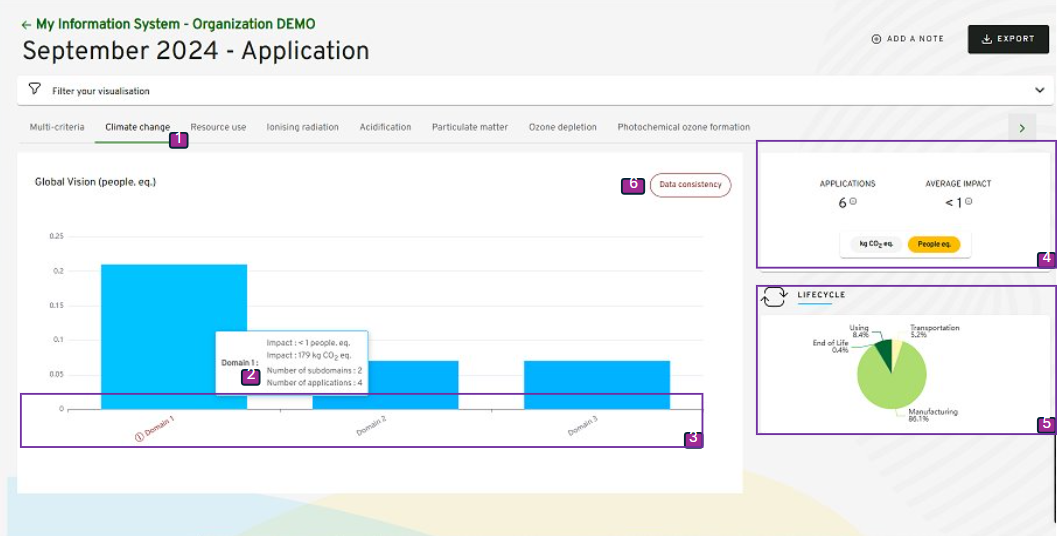 ← My Information System - Organization DEMO
September 2024 - Application
ADD A NOTE
EXPORT
Filter your visualisation
Multi-criteria
Climate change
Resource use
Ionising radiation
Acidification
Particulate matter
Ozone depletion
Photochemical ozone formation
1
Global Vision (people. eq.)
6
Data consistency
0.25
0.2
0.15
0.1
0.05
0
Domain 1 :
Impact : < 1 people. eq.
Impact : 179 kg CO2 eq.
Number of subdomains : 2
Number of applications : 4
2
Domain 1
Domain 2
Domain 3
3
APPLICATIONS
6
AVERAGE IMPACT
< 1
kg CO2 eq.
People eq.
4
LIFECYCLE
Using
8.4%
Transportation
5.2%
End of Life
0.4%
Manufacturing
86.1%
5